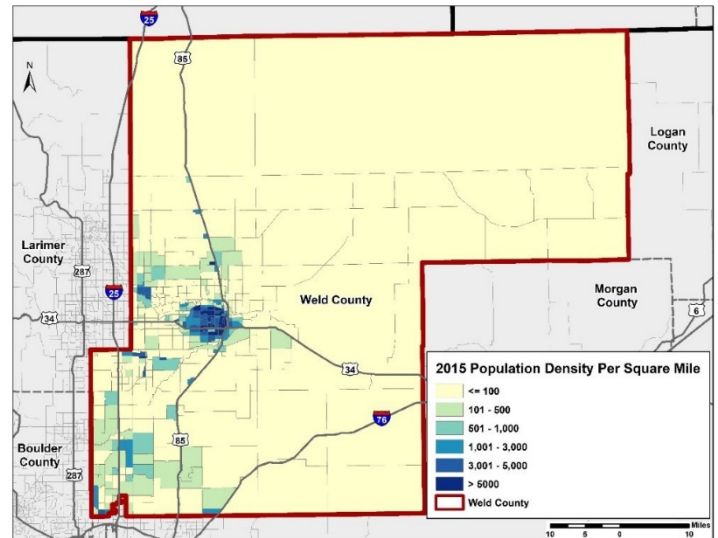 25
85
N
Logan
County
Larimer
County
287
25
Weld County
Morgan
County
6
34
34
2015 Population Density Per Square Mile
<= 100
101 - 500
501 - 1,000
1,001 - 3,000
3,001 - 5,000
> 5000
Weld County
76
85
Boulder
County
287
Miles
10 5 0 10